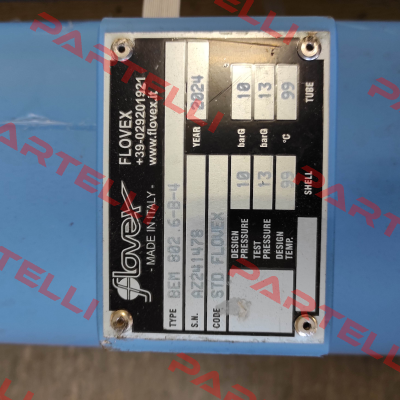 flovex
- MADE IN ITALY -
FLOVEX
+39-029201921
www.flovex.it
TYPE BEM 802.6-8-4
S.N. AZ241478 YEAR 2024
CODE STD FLOVEX
DESIGN PRESSURE 10 barG 10
TEST PRESSURE 13 barG 13
DESIGN TEMP. 99 °C 99
SHELL TUBE
PARTELLI
PARTELLI
PARTELLI
PARTELLI